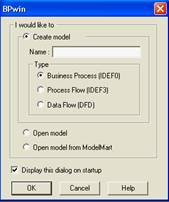 BPwin
I would like to
Create model
Name :
Type
Business Process (IDEF0)
Process Flow (IDEF3)
Data Flow (DFD)
Open model
Open model from ModelMart
Display this dialog on startup
OK Cancel Help